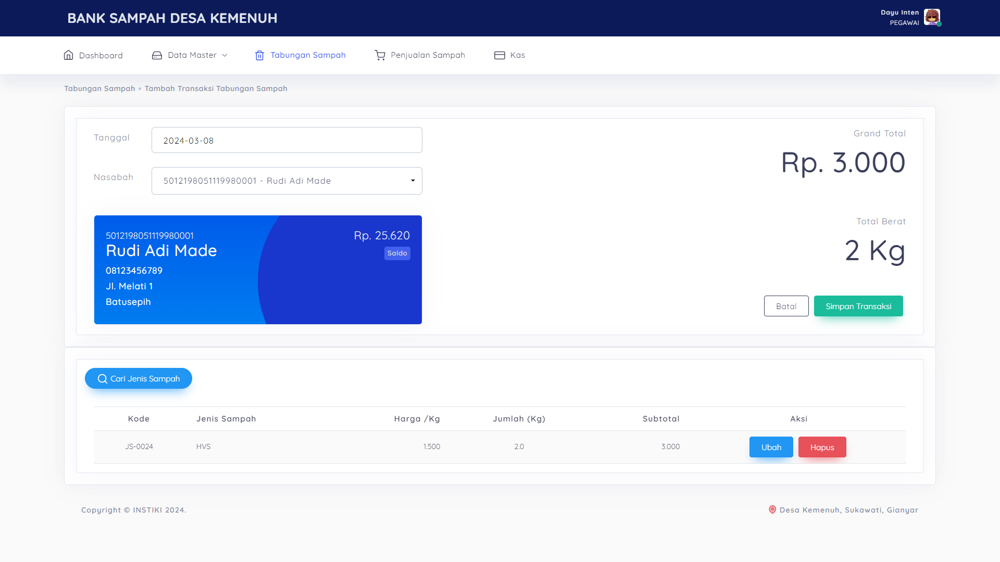 BANK SAMPAH DESA KEMENUH
Dayu Inten
PEGAWAI
Dashboard
Data Master
Tabungan Sampah
Penjualan Sampah
Kas
Tabungan Sampah • Tambah Transaksi Tabungan Sampah
Tanggal
2024-03-08
Nasabah
5012198051119980001 - Rudi Adi Made
Grand Total
Rp. 3.000
5012198051119980001
Rudi Adi Made
08123456789
Jl. Melati 1
Batusepih
Rp. 25.620
Saldo
Total Berat
2 Kg
Batal
Simpan Transaksi
Cari Jenis Sampah
Kode Jenis Sampah Harga /Kg Jumlah (Kg) Subtotal Aksi
JS-0024 HVS 1.500 2.0 3.000 Ubah Hapus
Copyright © INSTIKI 2024.
Desa Kemenuh, Sukawati, Gianyar